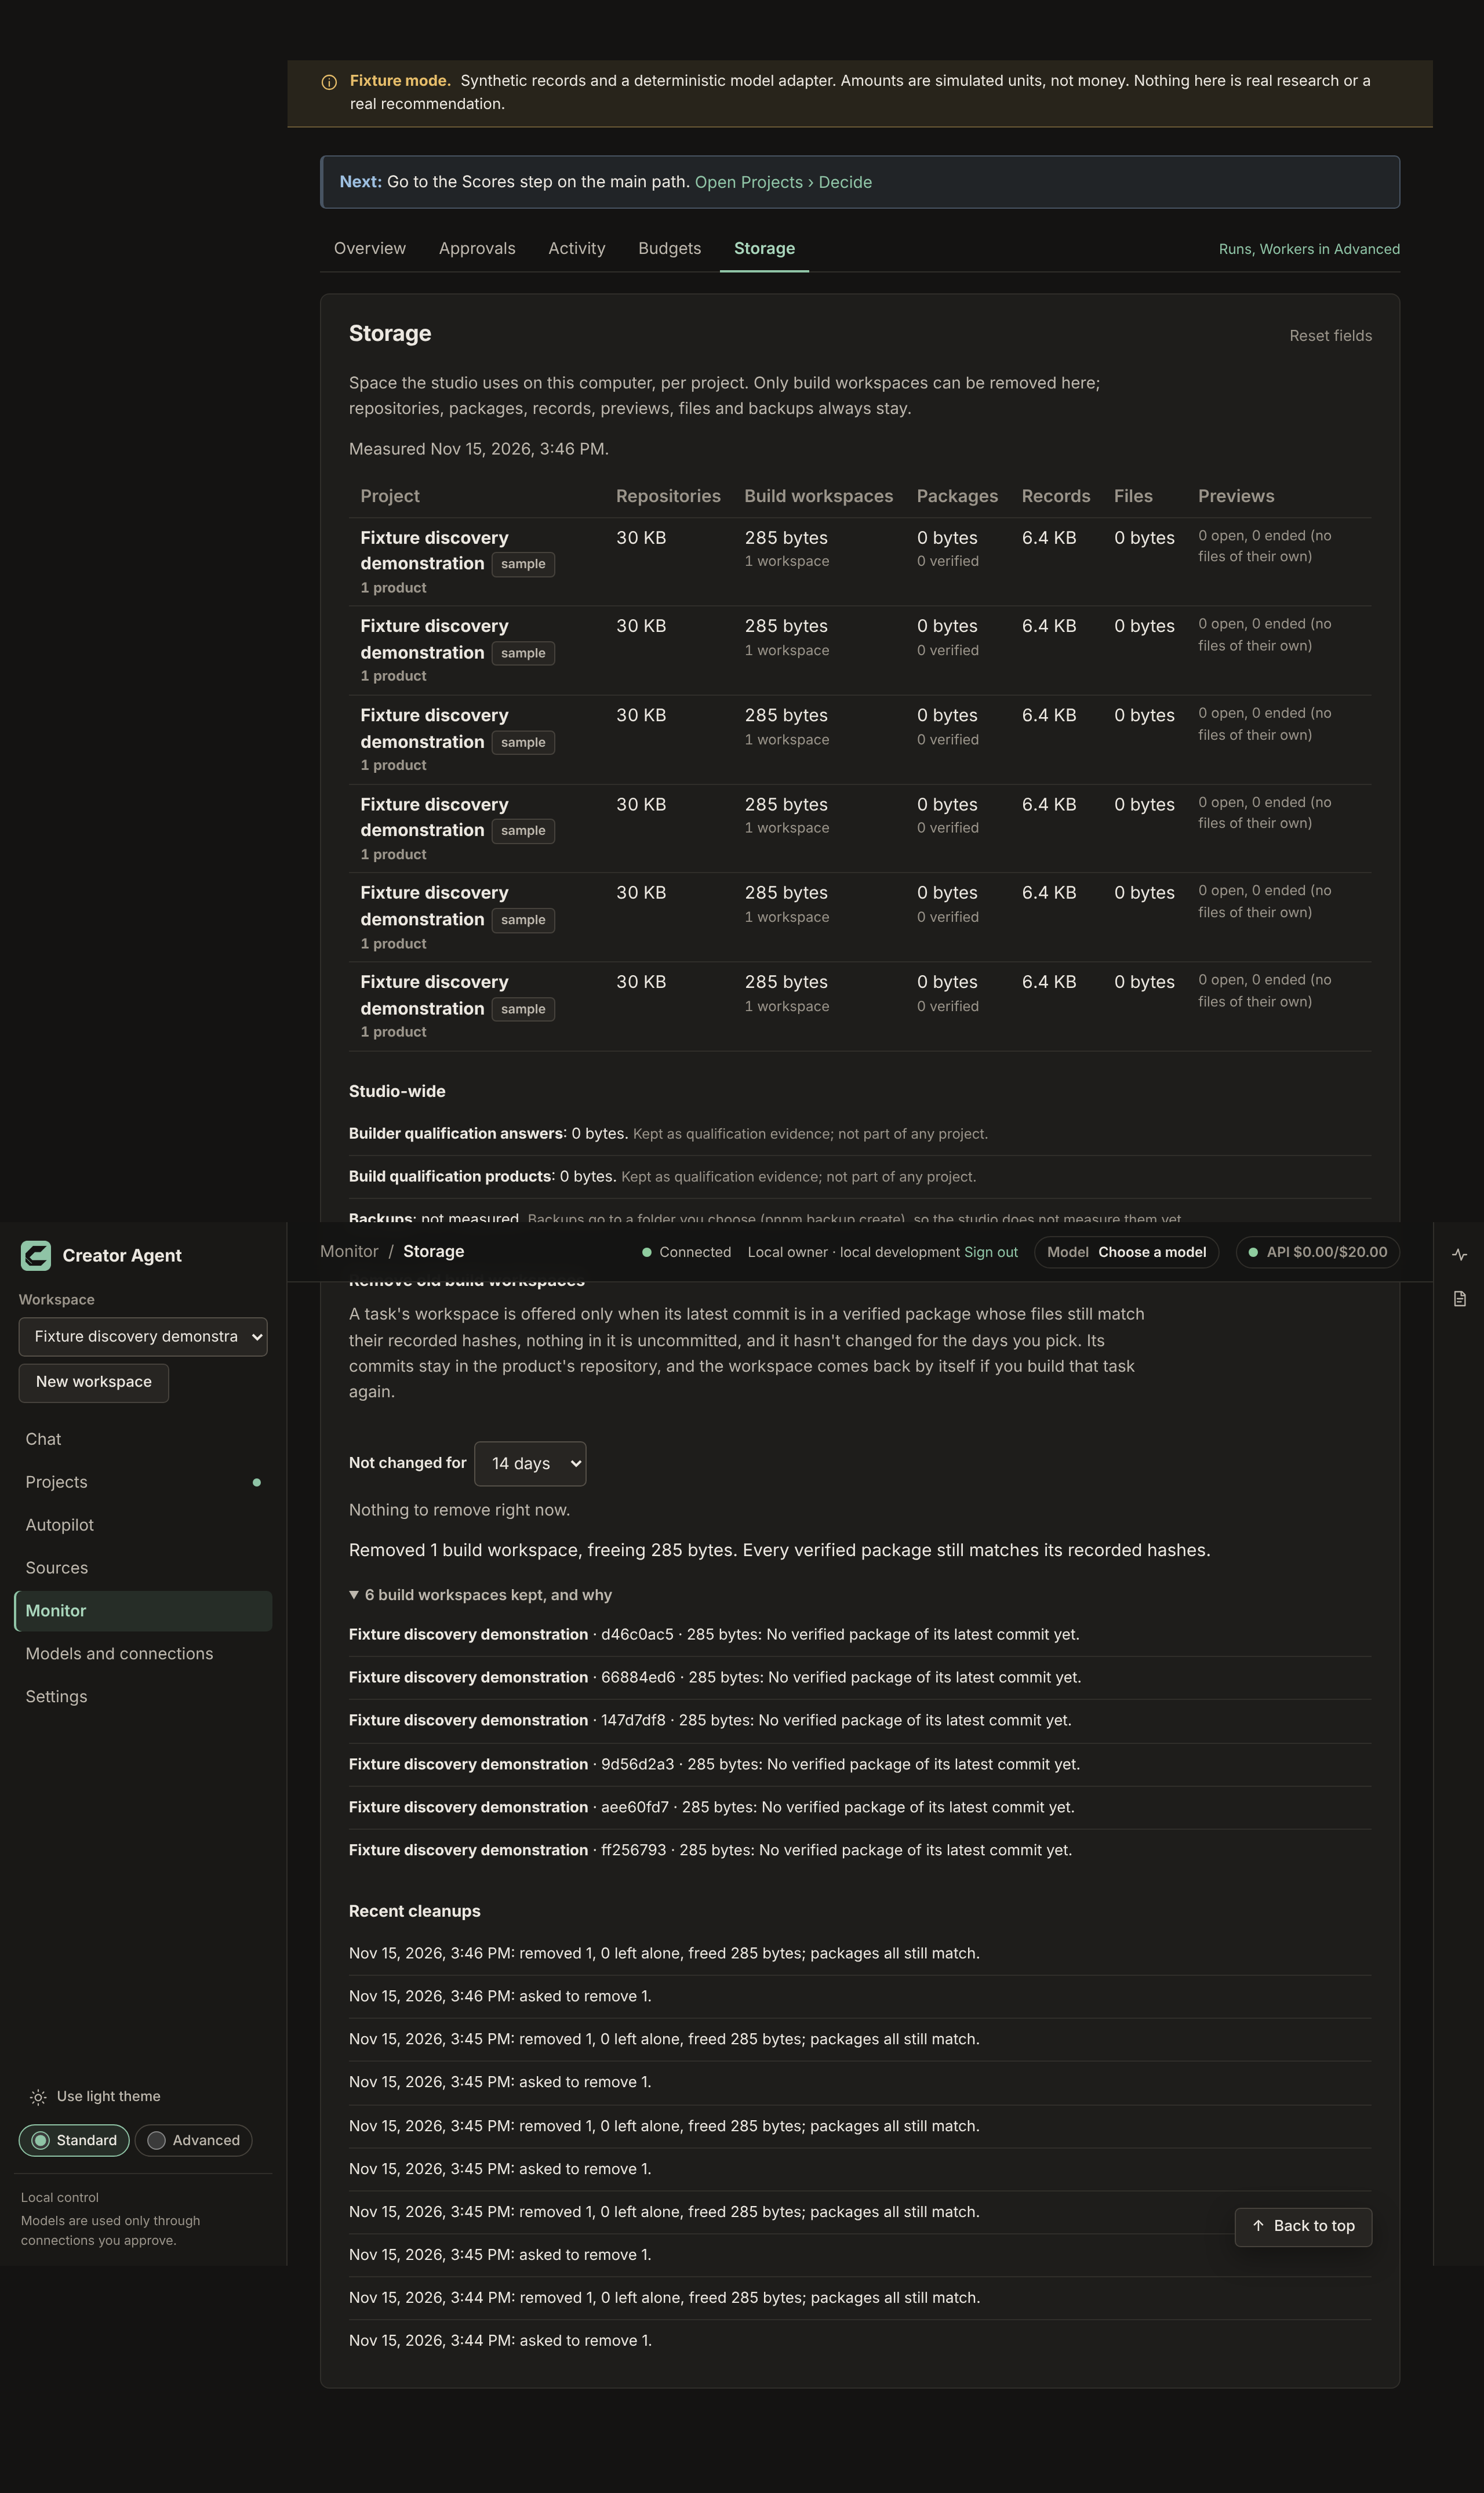 Fixture mode. Synthetic records and a deterministic model adapter. Amounts are simulated units, not money. Nothing here is real research or a
real recommendation.
Next: Go to the Scores step on the main path. Open Projects › Decide
Overview Approvals Activity Budgets Storage Runs, Workers in Advanced
Storage Reset fields
Space the studio uses on this computer, per project. Only build workspaces can be removed here;
repositories, packages, records, previews, files and backups always stay.
Measured Nov 15, 2026, 3:46 PM.
Project Repositories Build workspaces Packages Records Files Previews
Fixture discovery 30 KB 285 bytes 0 bytes 6.4 KB 0 bytes 0 open, 0 ended (no
demonstration sample 1 workspace 0 verified files of their own)
1 product
Fixture discovery 30 KB 285 bytes 0 bytes 6.4 KB 0 bytes 0 open, 0 ended (no
demonstration sample 1 workspace 0 verified files of their own)
1 product
Fixture discovery 30 KB 285 bytes 0 bytes 6.4 KB 0 bytes 0 open, 0 ended (no
demonstration sample 1 workspace 0 verified files of their own)
1 product
Fixture discovery 30 KB 285 bytes 0 bytes 6.4 KB 0 bytes 0 open, 0 ended (no
demonstration sample 1 workspace 0 verified files of their own)
1 product
Fixture discovery 30 KB 285 bytes 0 bytes 6.4 KB 0 bytes 0 open, 0 ended (no
demonstration sample 1 workspace 0 verified files of their own)
1 product
Fixture discovery 30 KB 285 bytes 0 bytes 6.4 KB 0 bytes 0 open, 0 ended (no
demonstration sample 1 workspace 0 verified files of their own)
1 product
Studio-wide
Builder qualification answers: 0 bytes. Kept as qualification evidence; not part of any project.
Build qualification products: 0 bytes. Kept as qualification evidence; not part of any project.
Backups: not measured. Backups go to a folder you choose (pnpm backup create), so the studio does not measure them yet.
Creator Agent
Workspace
Fixture discovery demonstra
New workspace
Chat
Projects
Autopilot
Sources
Monitor
Models and connections
Settings
Use light theme
Standard Advanced
Local control
Models are used only through
connections you approve.
Monitor / Storage Connected Local owner · local development Sign out Model Choose a model API $0.00/$20.00
Remove old build workspaces
A task's workspace is offered only when its latest commit is in a verified package whose files still match
their recorded hashes, nothing in it is uncommitted, and it hasn't changed for the days you pick. Its
commits stay in the product's repository, and the workspace comes back by itself if you build that task
again.
Not changed for 14 days
Nothing to remove right now.
Removed 1 build workspace, freeing 285 bytes. Every verified package still matches its recorded hashes.
▼ 6 build workspaces kept, and why
Fixture discovery demonstration · d46c0ac5 · 285 bytes: No verified package of its latest commit yet.
Fixture discovery demonstration · 66884ed6 · 285 bytes: No verified package of its latest commit yet.
Fixture discovery demonstration · 147d7df8 · 285 bytes: No verified package of its latest commit yet.
Fixture discovery demonstration · 9d56d2a3 · 285 bytes: No verified package of its latest commit yet.
Fixture discovery demonstration · aee60fd7 · 285 bytes: No verified package of its latest commit yet.
Fixture discovery demonstration · ff256793 · 285 bytes: No verified package of its latest commit yet.
Recent cleanups
Nov 15, 2026, 3:46 PM: removed 1, 0 left alone, freed 285 bytes; packages all still match.
Nov 15, 2026, 3:46 PM: asked to remove 1.
Nov 15, 2026, 3:45 PM: removed 1, 0 left alone, freed 285 bytes; packages all still match.
Nov 15, 2026, 3:45 PM: asked to remove 1.
Nov 15, 2026, 3:45 PM: removed 1, 0 left alone, freed 285 bytes; packages all still match.
Nov 15, 2026, 3:45 PM: asked to remove 1.
Nov 15, 2026, 3:45 PM: removed 1, 0 left alone, freed 285 bytes; packages all still match.
Nov 15, 2026, 3:45 PM: asked to remove 1.
Nov 15, 2026, 3:44 PM: removed 1, 0 left alone, freed 285 bytes; packages all still match.
Nov 15, 2026, 3:44 PM: asked to remove 1.
↑ Back to top